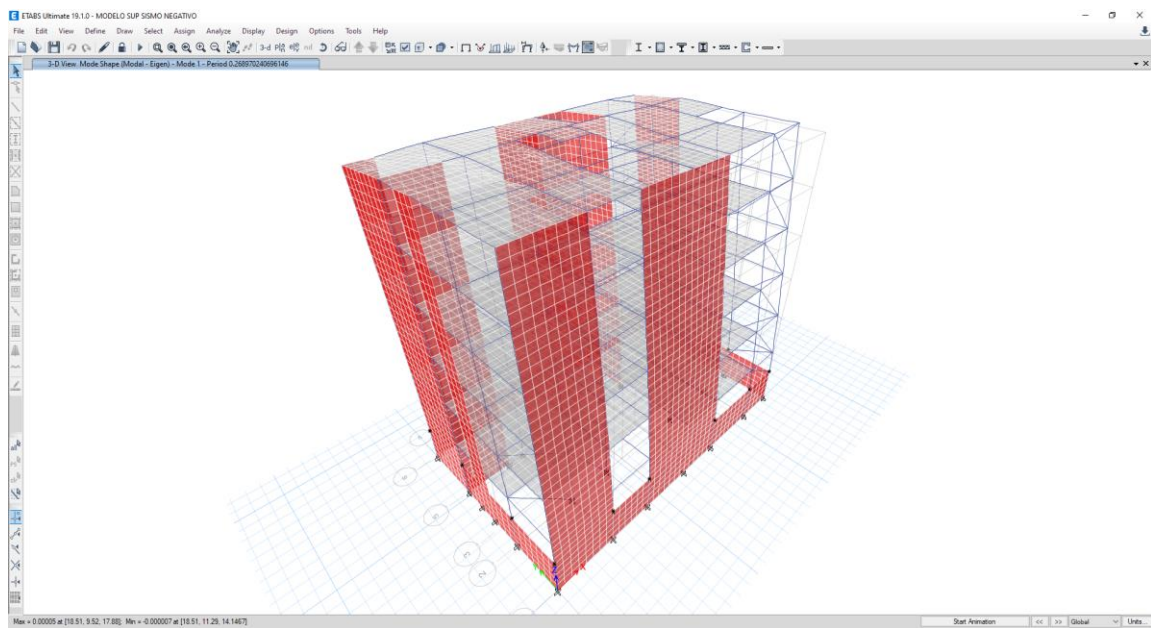 ETABS Ultimate 19.1.0 - MODELO SUP SISMO NEGATIVO
File Edit View Define Draw Select Assign Analyze Display Design Options Tools Help
3-d
3-D View Mode Shape (Modal - Eigen) - Mode 1 - Period 0.268970240696146
Z
Max = 0.00005 at [18.51, 9.52, 17.88]; Min = -0.000007 at [18.51, 11.29, 14.1467]
Start Animation << >> Global Units...